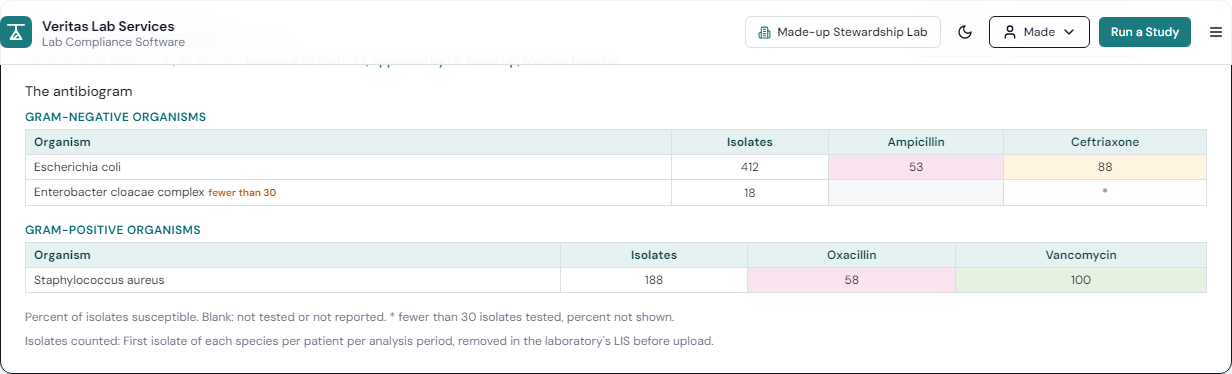 Veritas Lab Services
Lab Compliance Software
Made-up Stewardship Lab
Made
Run a Study
The antibiogram
GRAM-NEGATIVE ORGANISMS
Organism Isolates Ampicillin Ceftriaxone
Escherichia coli 412 53 88
Enterobacter cloacae complex fewer than 30 18 *
GRAM-POSITIVE ORGANISMS
Organism Isolates Oxacillin Vancomycin
Staphylococcus aureus 188 58 100
Percent of isolates susceptible. Blank: not tested or not reported. * fewer than 30 isolates tested, percent not shown.
Isolates counted: First isolate of each species per patient per analysis period, removed in the laboratory's LIS before upload.